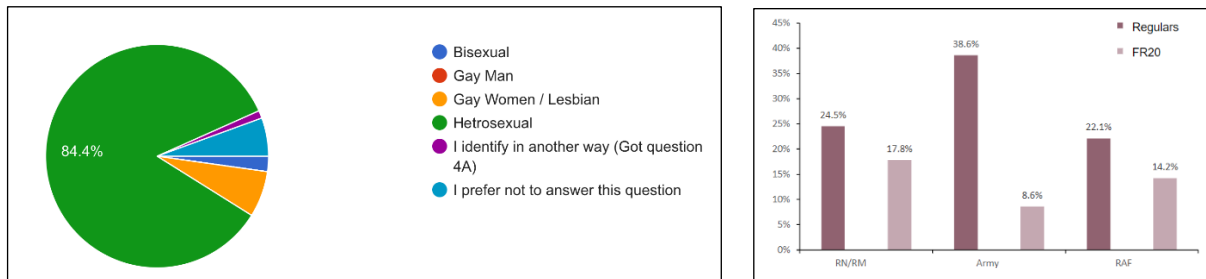 84.4%
Bisexual
Gay Man
Gay Women / Lesbian
Hetrosexual
I identify in another way (Got question
4A)
I prefer not to answer this question
45%
40%
35%
30%
25%
20%
15%
10%
5%
0%
24.5%
17.8%
38.6%
8.6%
22.1%
14.2%
RN/RM
Army
RAF
Regulars
FR20